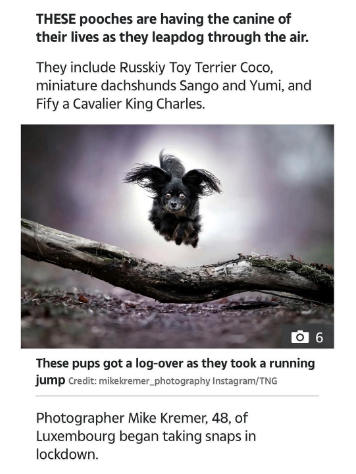 THESE pooches are having the canine of
their lives as they leapdog through the air.
They include Russkiy Toy Terrier Coco,
miniature dachshunds Sango and Yumi, and
Fify a Cavalier King Charles.
6
These pups got a log-over as they took a running
jump Credit: mikekremer_photography Instagram/TNG
Photographer Mike Kremer, 48, of
Luxembourg began taking snaps in
lockdown.